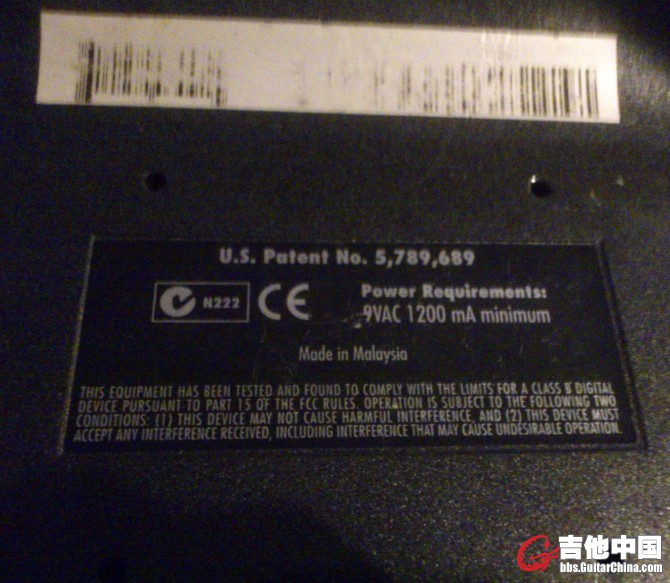 U.S. Patent No. 5,789,689
N222 CE Power Requirements:
9VAC 1200 mA minimum
Made in Malaysia
THIS EQUIPMENT HAS BEEN TESTED AND FOUND TO COMPLY WITH THE LIMITS FOR A CLASS B DIGITAL
DEVICE PURSUANT TO PART 15 OF THE FCC RULES. OPERATION IS SUBJECT TO THE FOLLOWING TWO
CONDITIONS: (1) THIS DEVICE MAY NOT CAUSE HARMFUL INTERFERENCE, AND (2) THIS DEVICE MUST
ACCEPT ANY INTERFERENCE RECEIVED, INCLUDING INTERFERENCE THAT MAY CAUSE UNDESIRABLE OPERATION.
吉他中国
bbs.GuitarChina.com